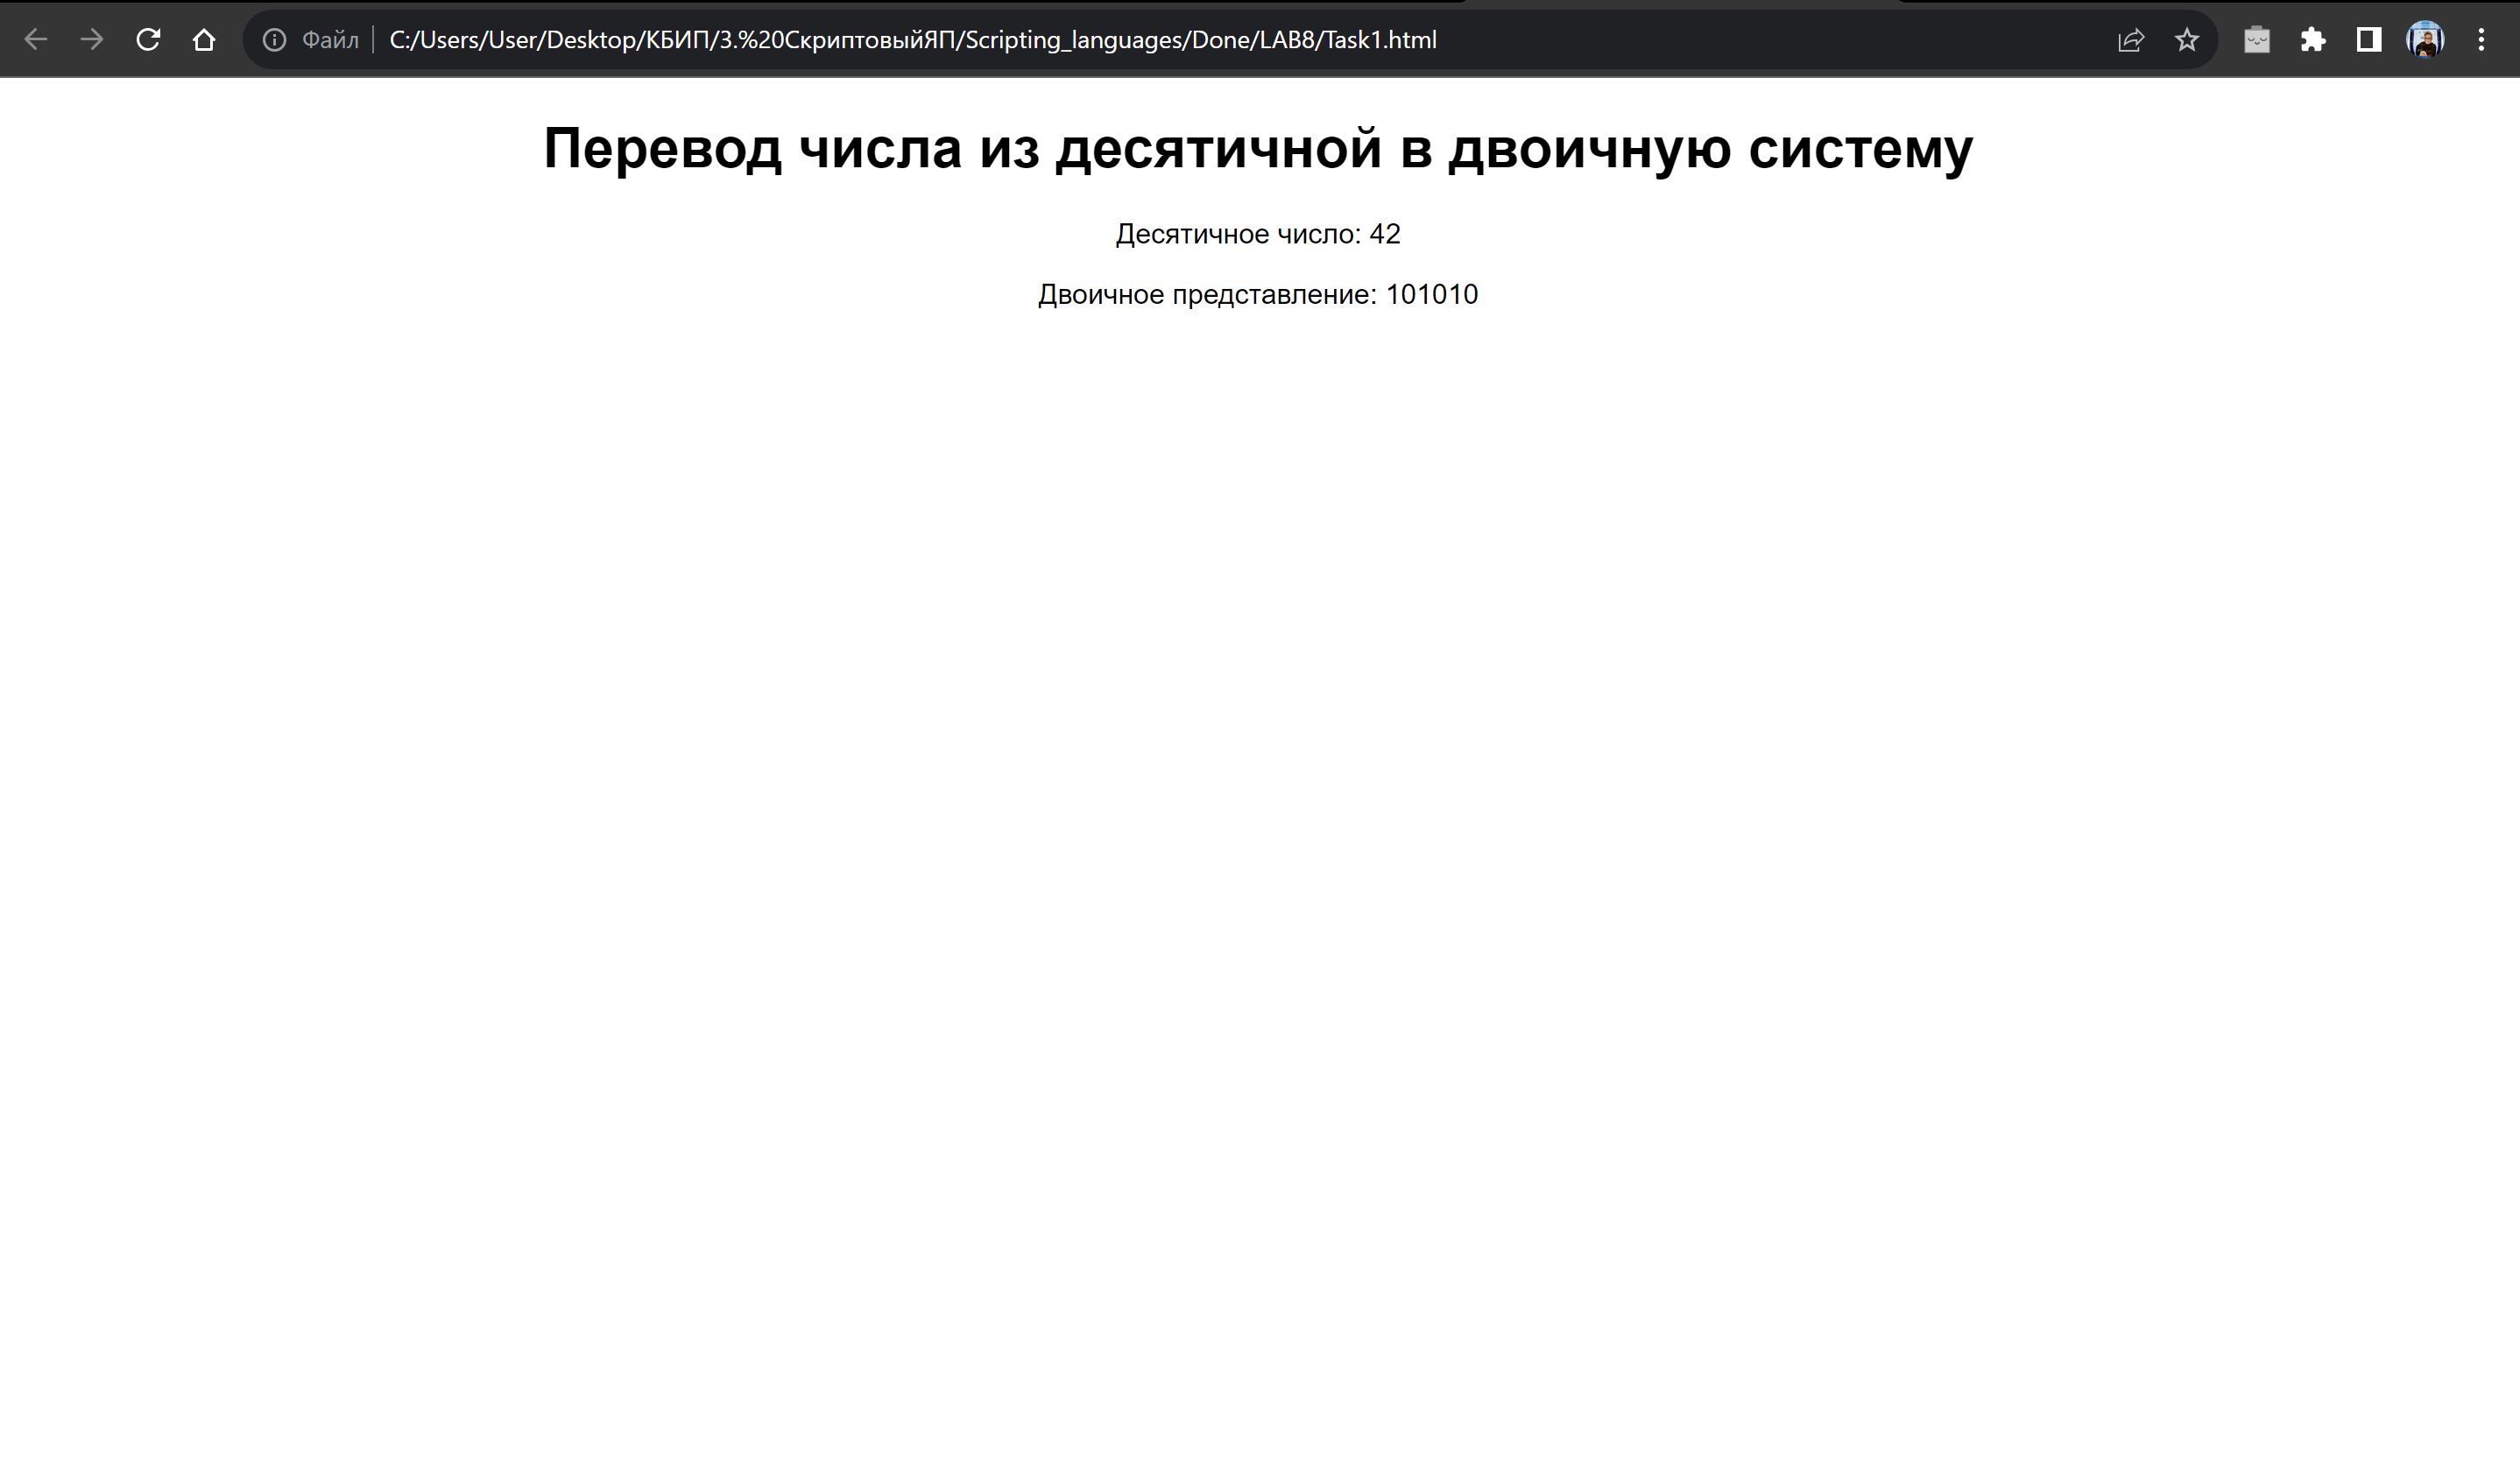 Файл
C:/Users/User/Desktop/КБИП/3.%20СкриптовыйЯП/Scripting_languages/Done/LAB8/Task1.html
Перевод числа из десятичной в двоичную систему
Десятичное число: 42
Двоичное представление: 101010